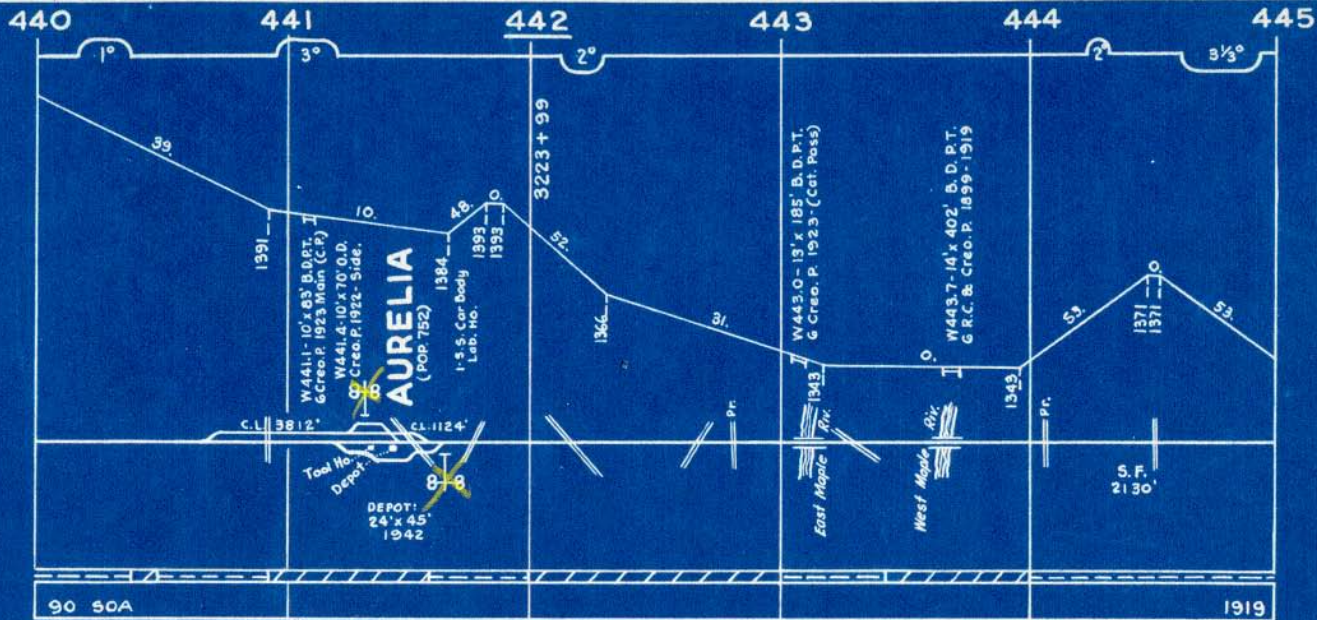 440 441 442 443 444 445
1° 3° 2° 2° 3⅓°
39.
10.
48.
0.
52.
31.
0.
53.
0.
53.
3223 + 99
1391
1384
1393
1393
1366
1343
1343
1371
1371
W441.1-10'x 83' B.D.P.T.
6 Creo.P. 1923 Main (C.P.)
W441.4-10'x 70' O.D.
Creo.P. 1922-Side.
AURELIA
(POP. 752)
1-S.S. Car Body
Lab. Ho.
W443.0-13'x 185' B.D.P.T.
6 Creo. P. 1923-(Cat. Pass)
W443.7-14'x 402' B.D.P.T.
6 R.C. & Creo.P. 1899-1919
8 8
C.L. 3812'
C.L. 1124'
Tool Ho.
Depot
8 8
DEPOT:
24'x 45'
1942
Pr.
East Maple Riv.
West Maple Riv.
Pr.
S.F.
2130'
90 SOA
1919